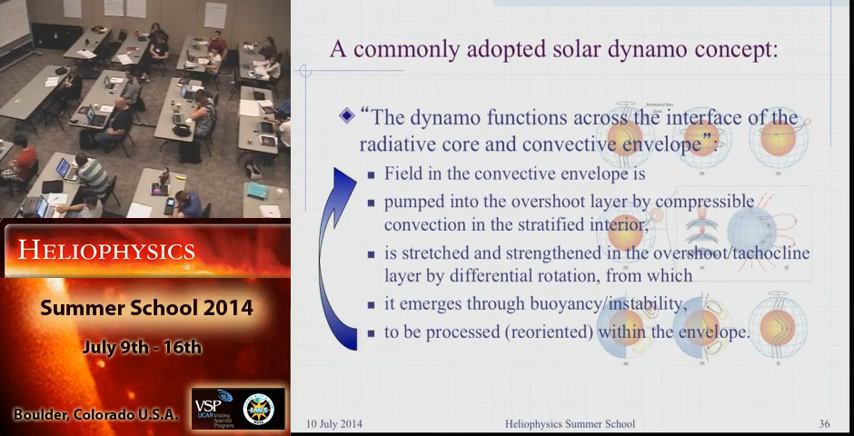 A commonly adopted solar dynamo concept:
“The dynamo functions across the interface of the
radiative core and convective envelope”:
Field in the convective envelope is
pumped into the overshoot layer by compressible
convection in the stratified interior,
is stretched and strengthened in the overshoot/tachocline
layer by differential rotation, from which
it emerges through buoyancy/instability,
to be processed (reoriented) within the envelope.
10 July 2014
Heliophysics Summer School
36
HELIOPHYSICS
Summer School 2014
July 9th - 16th
Boulder, Colorado U.S.A.
VSP
UCAR Visiting
Scientist
Programs